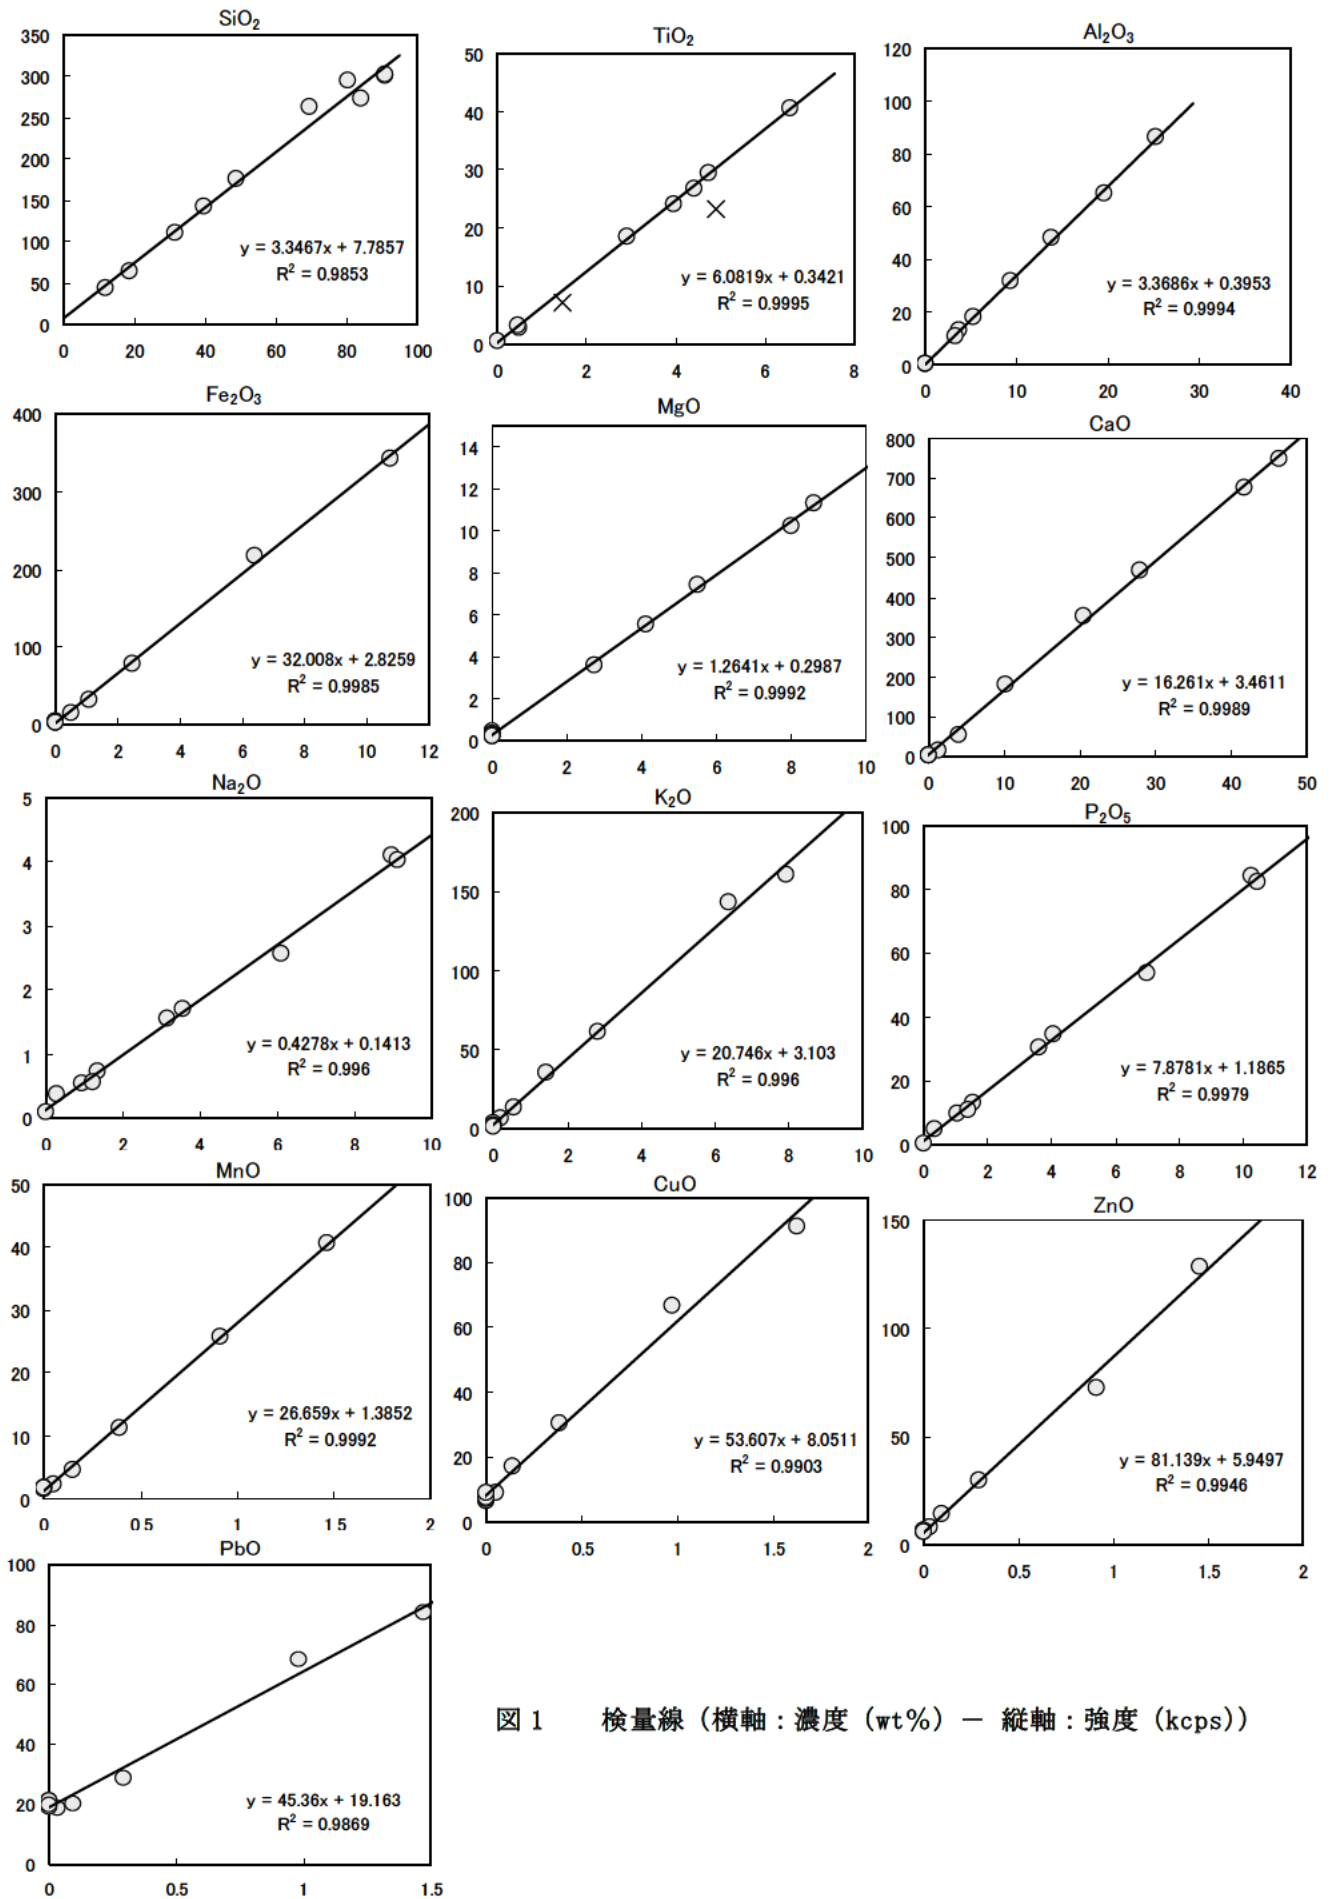 SiO₂
350
300
250
200
150
100
50
0
0 20 40 60 80 100
y = 3.3467x + 7.7857
R² = 0.9853
TiO₂
50
40
30
20
10
0
0 2 4 6 8
y = 6.0819x + 0.3421
R² = 0.9995
Al₂O₃
120
100
80
60
40
20
0
0 10 20 30 40
y = 3.3686x + 0.3953
R² = 0.9994
Fe₂O₃
400
300
200
100
0
0 2 4 6 8 10 12
y = 32.008x + 2.8259
R² = 0.9985
MgO
14
12
10
8
6
4
2
0
0 2 4 6 8 10
y = 1.2641x + 0.2987
R² = 0.9992
CaO
800
700
600
500
400
300
200
100
0
0 10 20 30 40 50
y = 16.261x + 3.4611
R² = 0.9989
Na₂O
5
4
3
2
1
0
0 2 4 6 8 10
y = 0.4278x + 0.1413
R² = 0.996
K₂O
200
150
100
50
0
0 2 4 6 8 10
y = 20.746x + 3.103
R² = 0.996
P₂O₅
100
80
60
40
20
0
0 2 4 6 8 10 12
y = 7.8781x + 1.1865
R² = 0.9979
MnO
50
40
30
20
10
0
0 0.5 1 1.5 2
y = 26.659x + 1.3852
R² = 0.9992
CuO
100
80
60
40
20
0
0 0.5 1 1.5 2
y = 53.607x + 8.0511
R² = 0.9903
ZnO
150
100
50
0
0 0.5 1 1.5 2
y = 81.139x + 5.9497
R² = 0.9946
PbO
100
80
60
40
20
0
0 0.5 1 1.5
y = 45.36x + 19.163
R² = 0.9869
図1 検量線（横軸：濃度（wt%）－ 縦軸：強度（kcps））